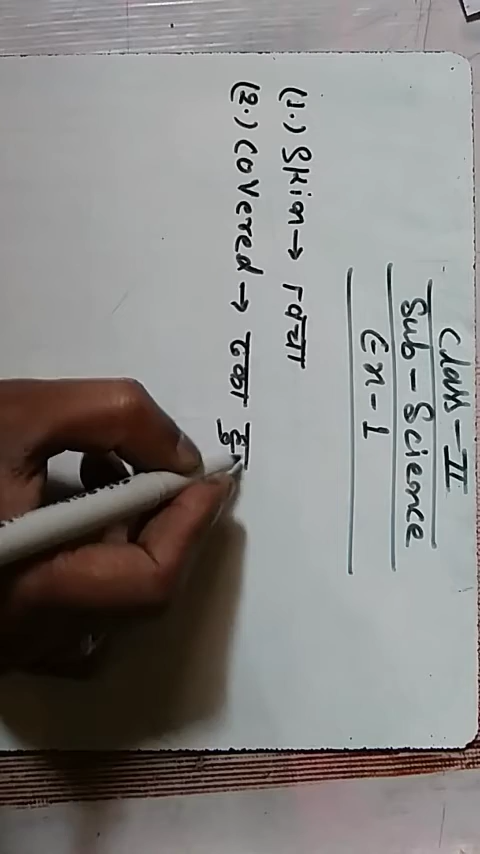 Class - II
Sub - Science
Ex - 1
(1.) Skin → त्वचा
(2.) Covered → ढका हुआ